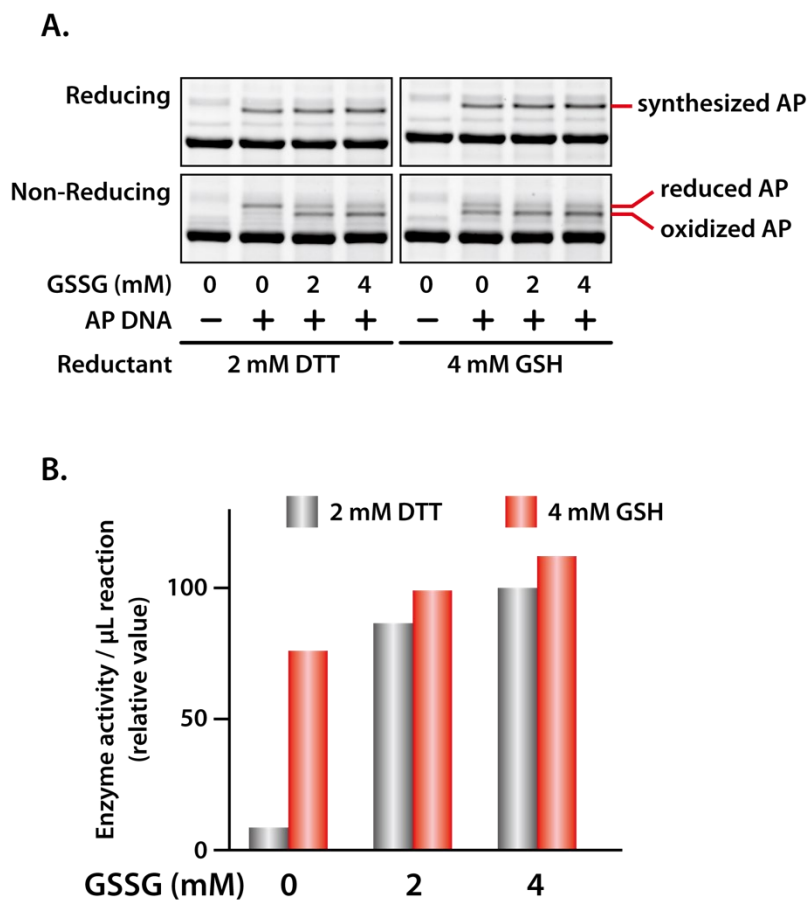 A.
Reducing
synthesized AP
Non-Reducing
reduced AP
oxidized AP
GSSG (mM) 0 0 2 4 0 0 2 4
AP DNA − + + + − + + +
Reductant 2 mM DTT 4 mM GSH
B.
2 mM DTT 4 mM GSH
Enzyme activity / µL reaction
(relative value)
100
50
0
GSSG (mM) 0 2 4